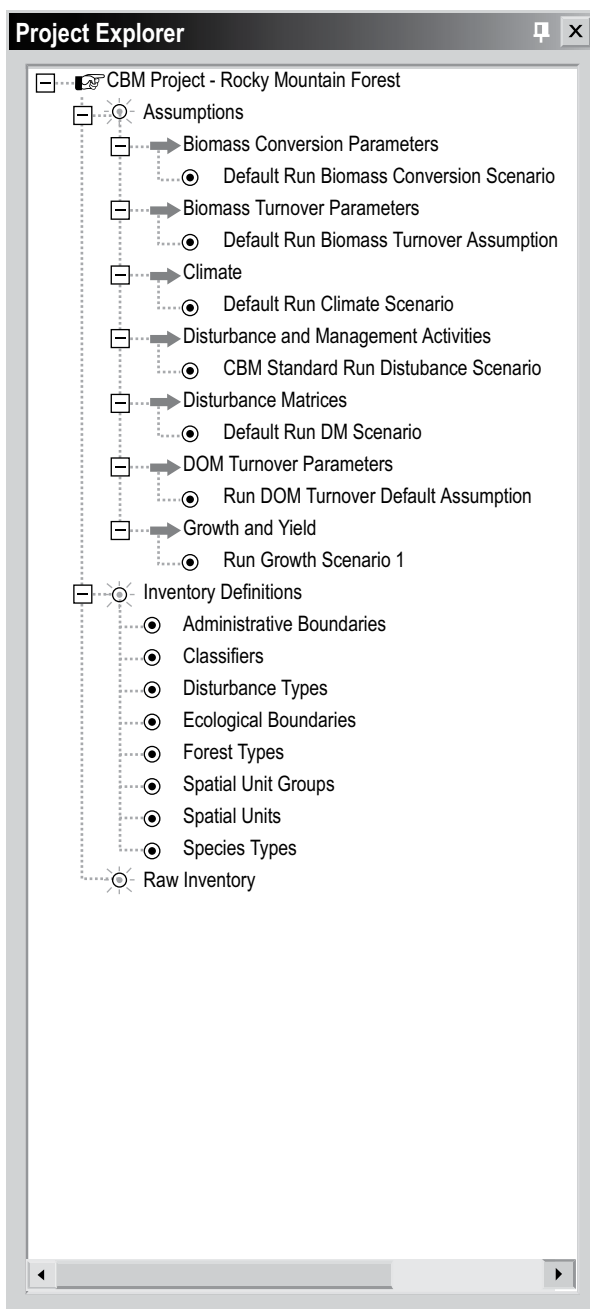 Project Explorer
CBM Project - Rocky Mountain Forest
Assumptions
Biomass Conversion Parameters
Default Run Biomass Conversion Scenario
Biomass Turnover Parameters
Default Run Biomass Turnover Assumption
Climate
Default Run Climate Scenario
Disturbance and Management Activities
CBM Standard Run Distubance Scenario
Disturbance Matrices
Default Run DM Scenario
DOM Turnover Parameters
Run DOM Turnover Default Assumption
Growth and Yield
Run Growth Scenario 1
Inventory Definitions
Administrative Boundaries
Classifiers
Disturbance Types
Ecological Boundaries
Forest Types
Spatial Unit Groups
Spatial Units
Species Types
Raw Inventory